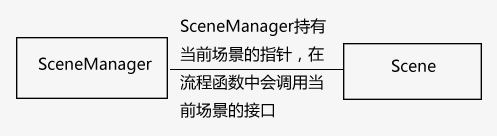 SceneManager
SceneManager持有
当前场景的指针，在
流程函数中会调用当
前场景的接口
Scene